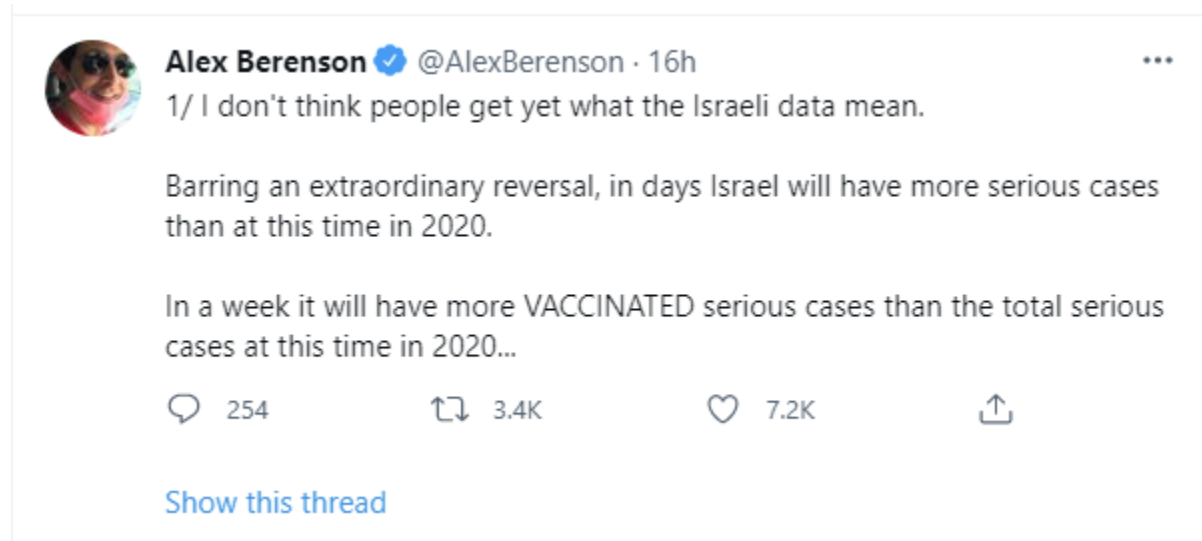 Alex Berenson @AlexBerenson · 16h
1/ I don't think people get yet what the Israeli data mean.
Barring an extraordinary reversal, in days Israel will have more serious cases
than at this time in 2020.
In a week it will have more VACCINATED serious cases than the total serious
cases at this time in 2020...
254 3.4K 7.2K
Show this thread